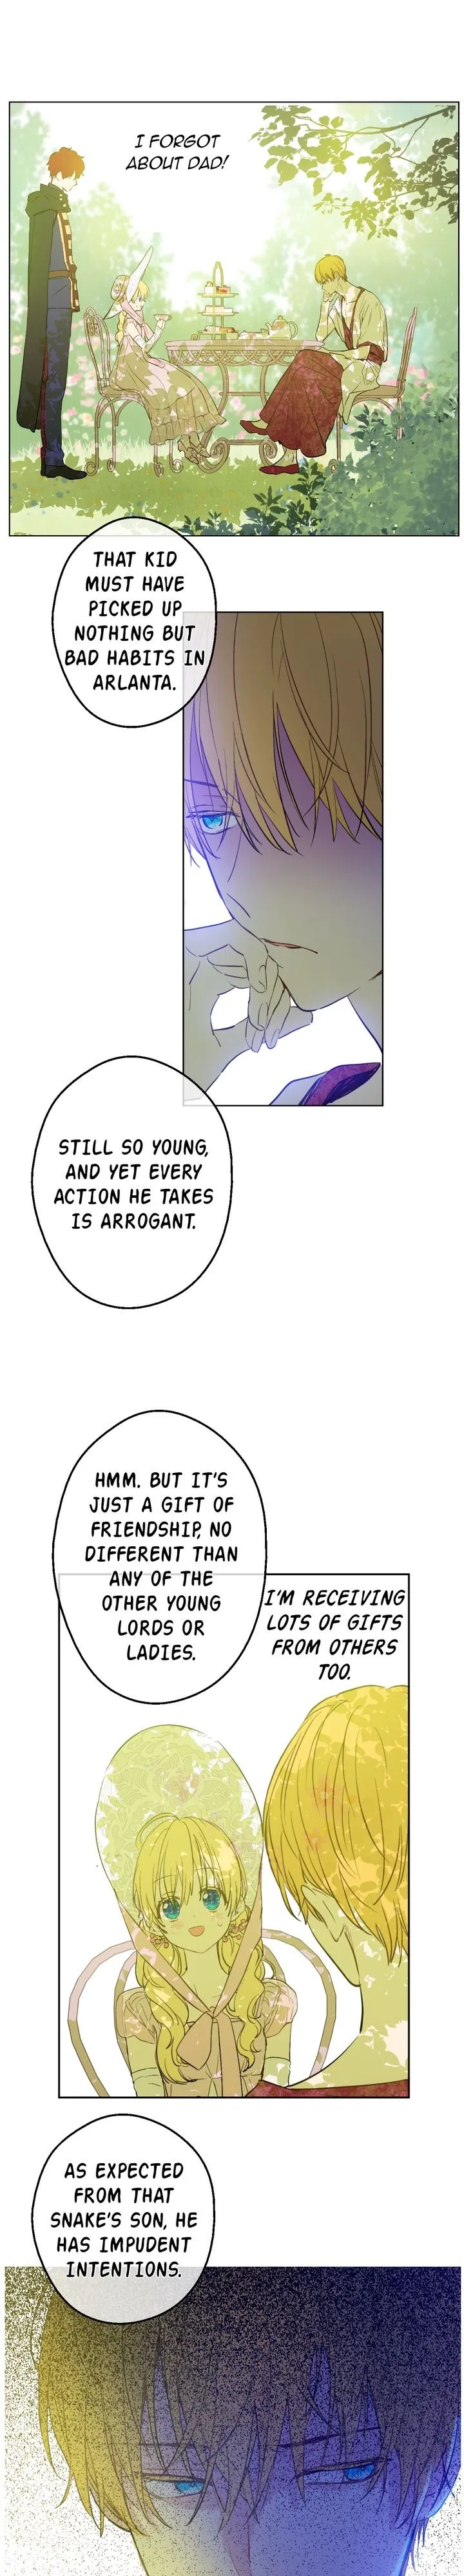 I FORGOT
ABOUT DAD!
THAT KID
MUST HAVE
PICKED UP
NOTHING BUT
BAD HABITS IN
ARLANTA.
STILL SO YOUNG,
AND YET EVERY
ACTION HE TAKES
IS ARROGANT.
HMM. BUT IT'S
JUST A GIFT OF
FRIENDSHIP, NO
DIFFERENT THAN
ANY OF THE
OTHER YOUNG
LORDS OR
LADIES.
I'M RECEIVING
LOTS OF GIFTS
FROM OTHERS
TOO.
AS EXPECTED
FROM THAT
SNAKE'S SON, HE
HAS IMPUDENT
INTENTIONS.